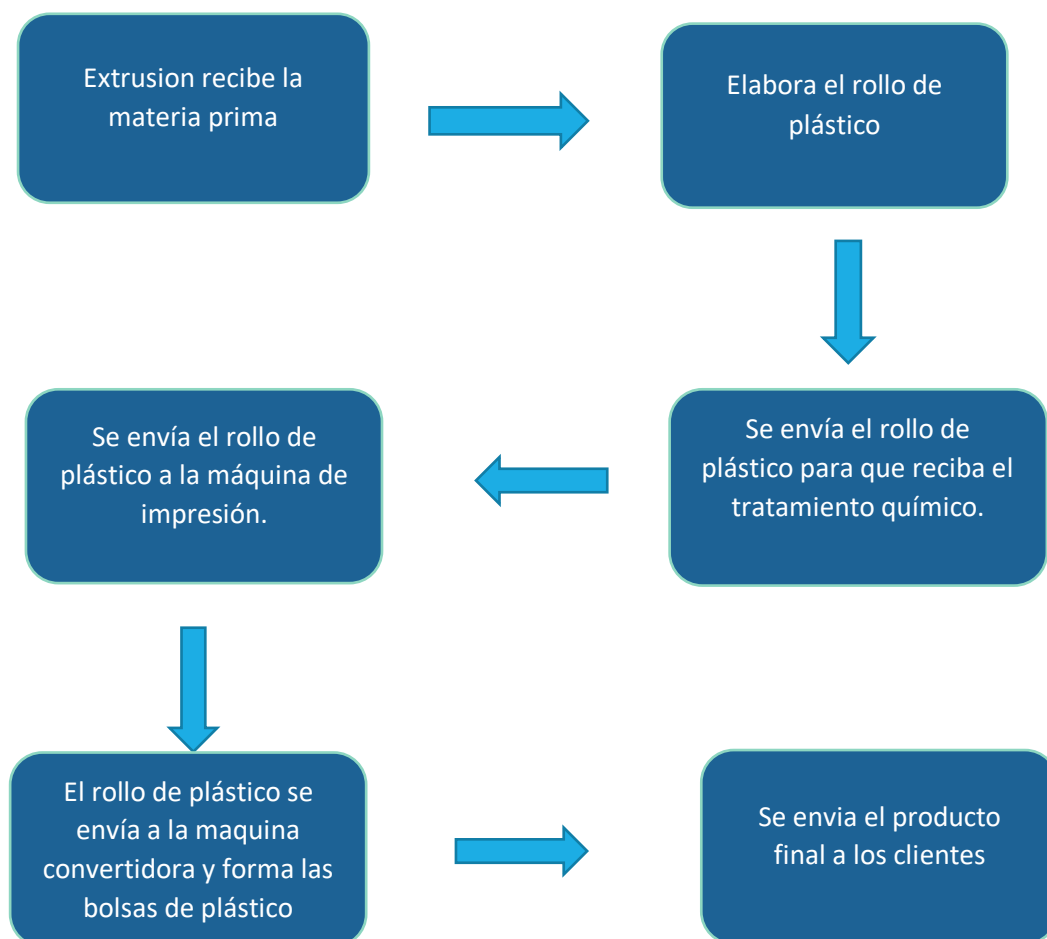 Extrusion recibe la
materia prima
Elabora el rollo de
plástico
Se envía el rollo de
plástico para que reciba el
tratamiento químico.
Se envía el rollo de
plástico a la máquina de
impresión.
El rollo de plástico se
envía a la maquina
convertidora y forma las
bolsas de plástico
Se envia el producto
final a los clientes